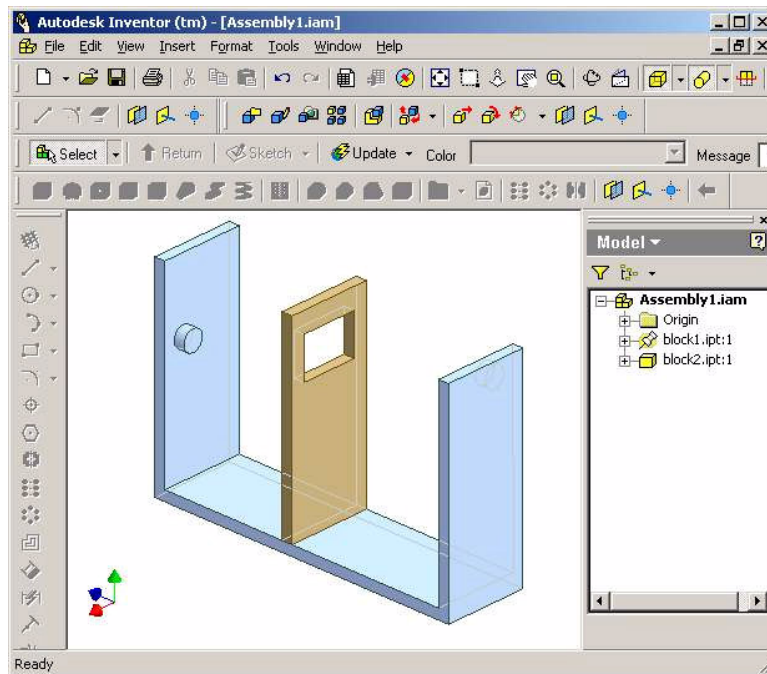 Autodesk Inventor (tm) - [Assembly1.iam]
File Edit View Insert Format Tools Window Help
Select Return Sketch Update Color Message
Model
Assembly1.iam
Origin
block1.ipt:1
block2.ipt:1
Ready